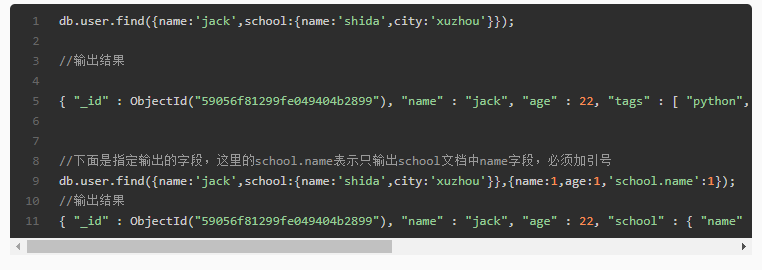 1 db.user.find({name:'jack',school:{name:'shida',city:'xuzhou'}});
2
3 //输出结果
4
5 { "_id" : ObjectId("59056f81299fe049404b2899"), "name" : "jack", "age" : 22, "tags" : [ "python",
6
7
8 //下面是指定输出的字段，这里的school.name表示只输出school文档中name字段，必须加引号
9 db.user.find({name:'jack',school:{name:'shida',city:'xuzhou'}},{name:1,age:1,'school.name':1});
10 //输出结果
11 { "_id" : ObjectId("59056f81299fe049404b2899"), "name" : "jack", "age" : 22, "school" : { "name"